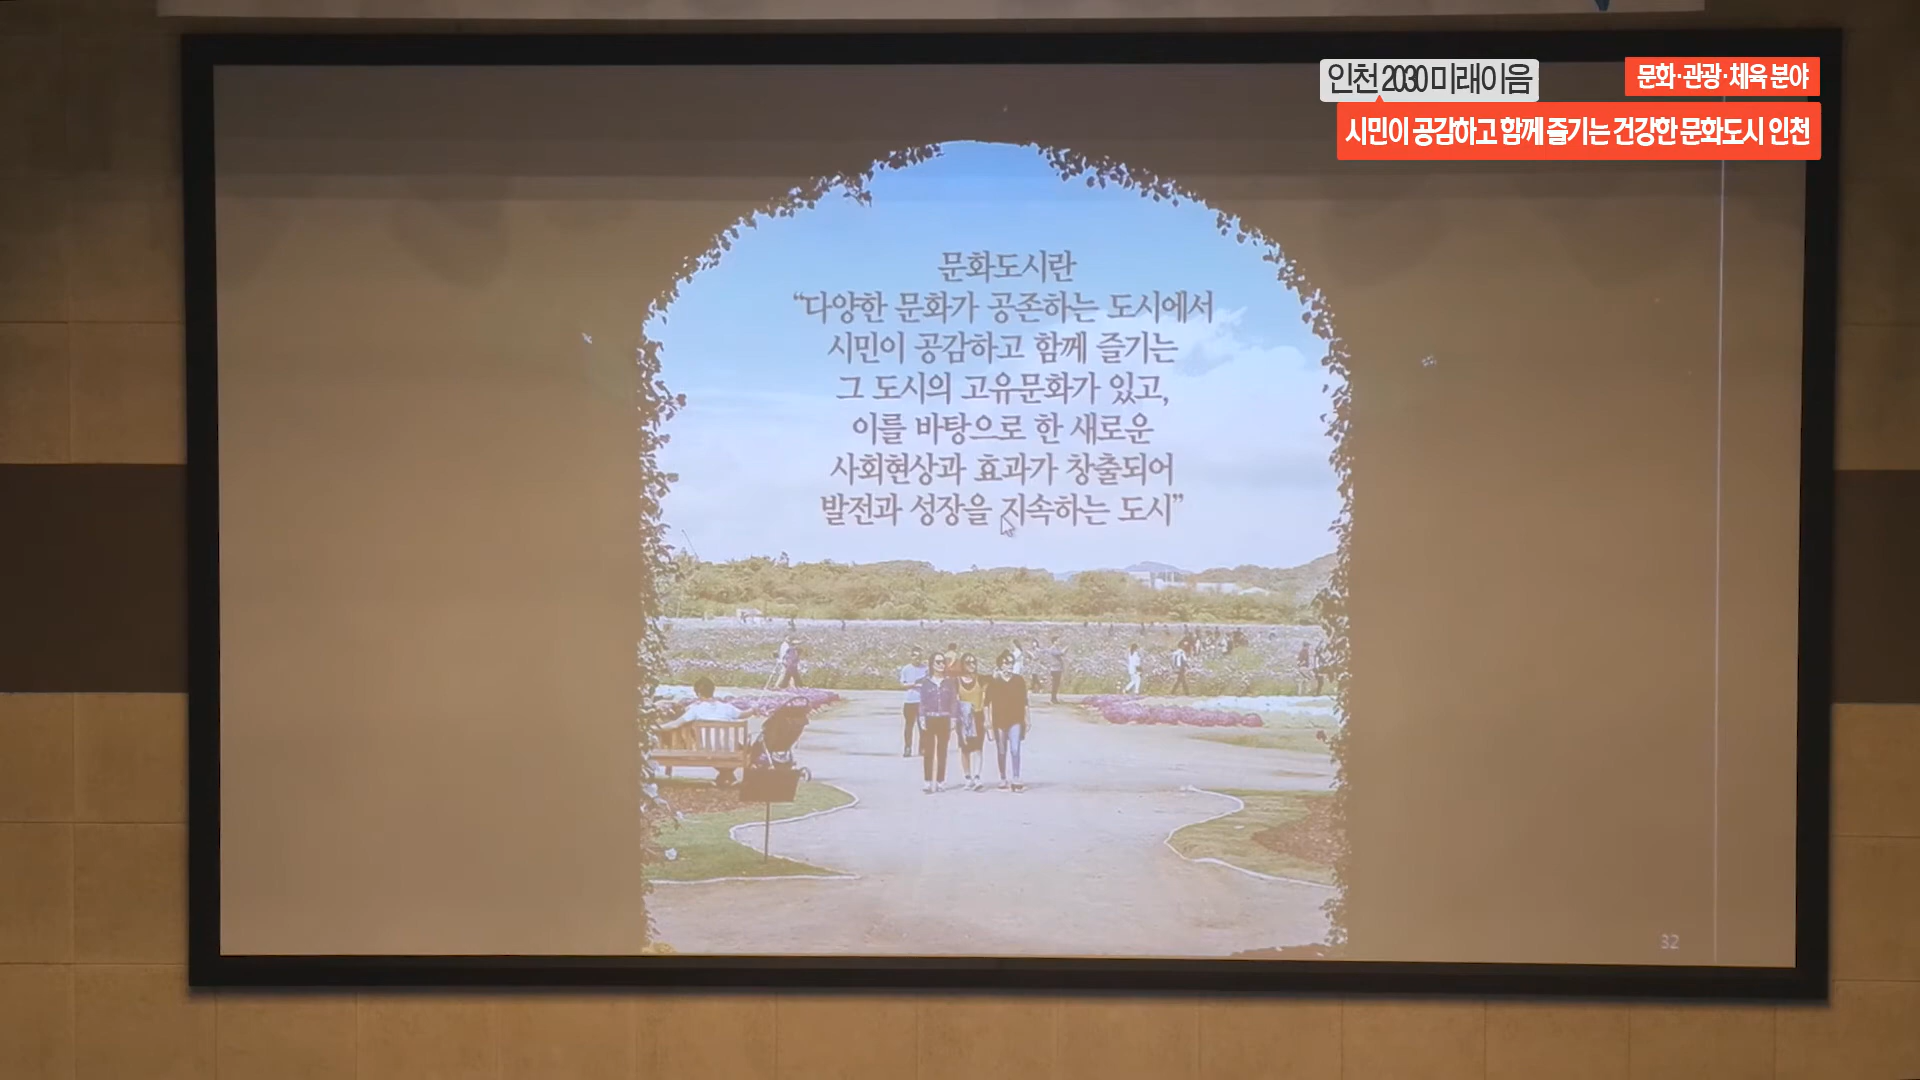 인천 2030 미래이음
문화·관광·체육 분야
시민이 공감하고 함께 즐기는 건강한 문화도시 인천
문화도시란
“다양한 문화가 공존하는 도시에서
시민이 공감하고 함께 즐기는
그 도시의 고유문화가 있고,
이를 바탕으로 한 새로운
사회현상과 효과가 창출되어
발전과 성장을 지속하는 도시”
32